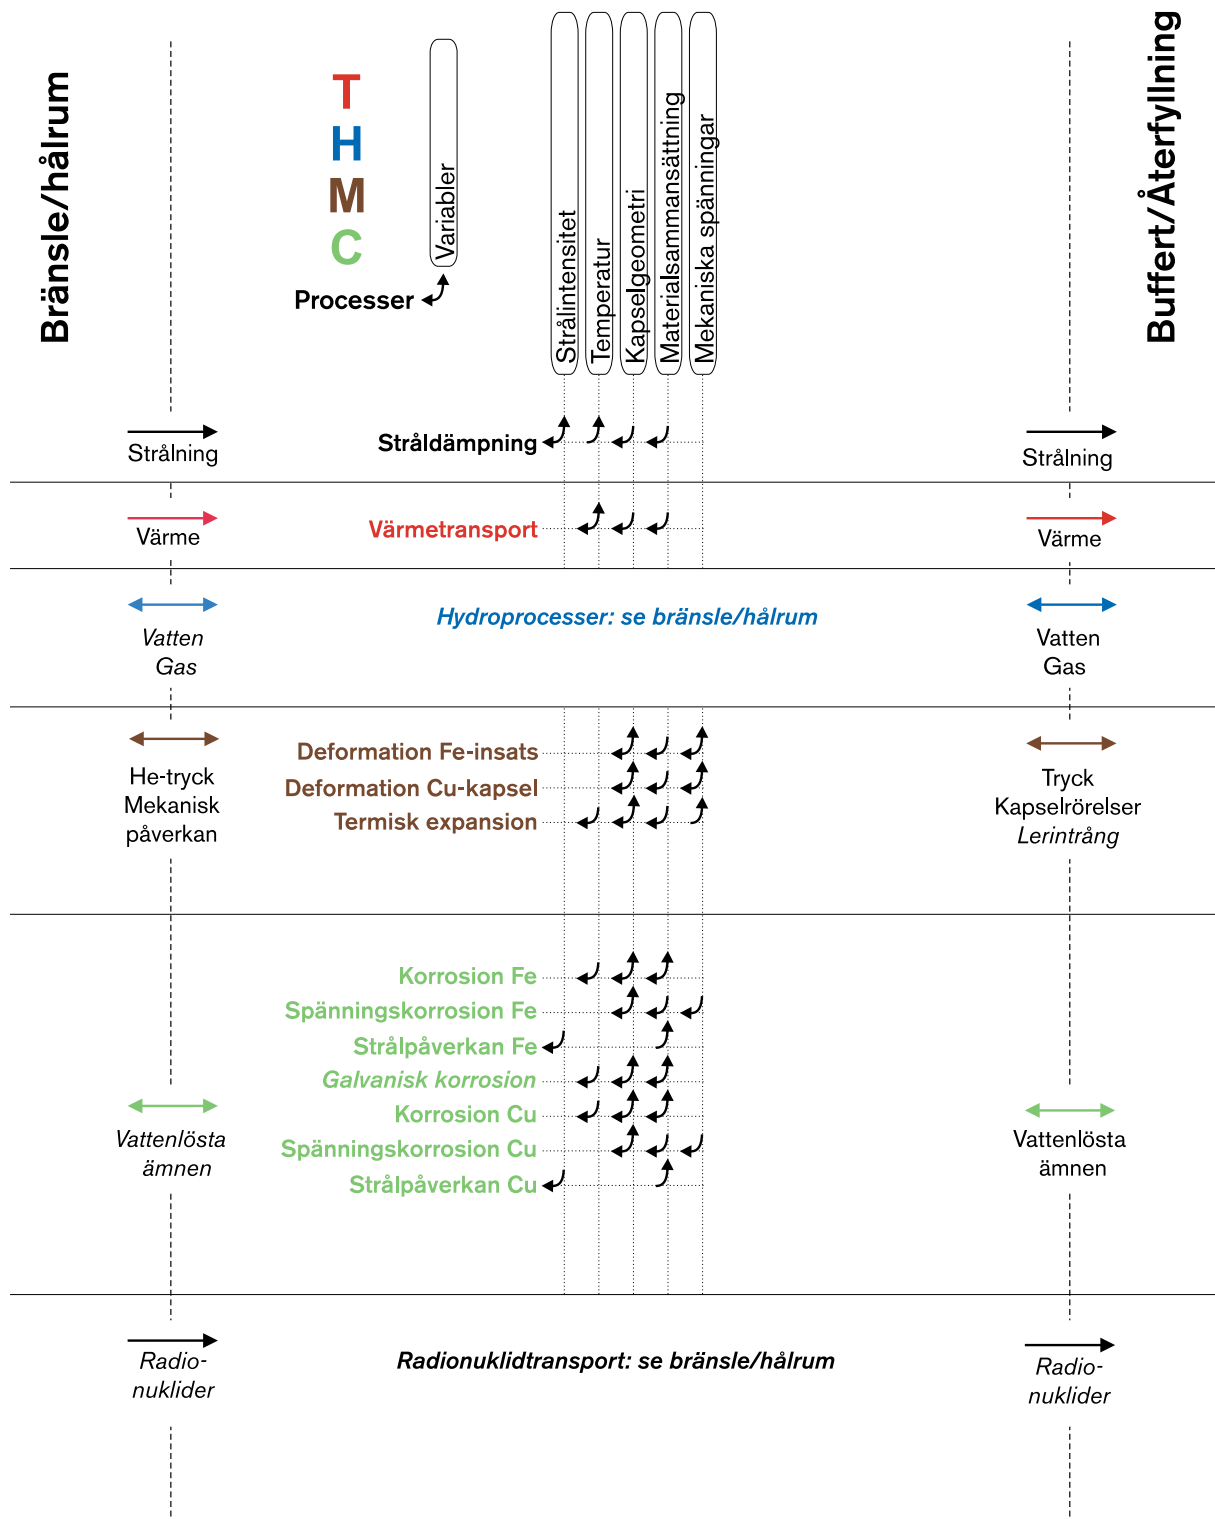 Bränsle/hålrum
T
H
M
C
Variabler
Processer
Strålintensitet
Temperatur
Kapselgeometri
Materialsammansättning
Mekaniska spänningar
Buffert/Återfyllning
Strålning
Stråldämpning
Strålning
Värme
Värmetransport
Värme
Vatten
Gas
Hydroprocesser: se bränsle/hålrum
Vatten
Gas
He-tryck
Mekanisk
påverkan
Deformation Fe-insats
Deformation Cu-kapsel
Termisk expansion
Tryck
Kapselrörelser
Lerintrång
Vattenlösta
ämnen
Korrosion Fe
Spänningskorrosion Fe
Strålpåverkan Fe
Galvanisk korrosion
Korrosion Cu
Spänningskorrosion Cu
Strålpåverkan Cu
Vattenlösta
ämnen
Radio-
nuklider
Radionuklidtransport: se bränsle/hålrum
Radio-
nuklider